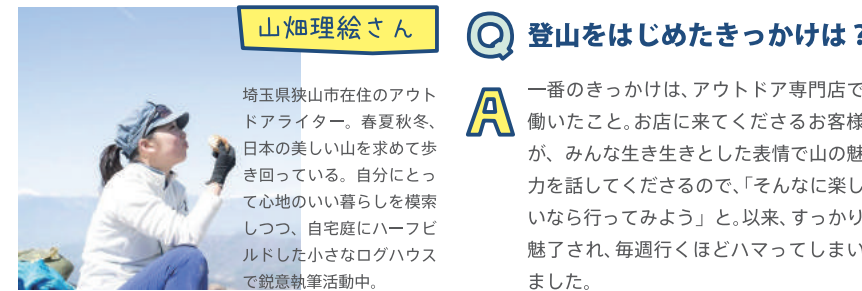 山畑理絵さん
埼玉県狭山市在住のアウト
ドアライター。春夏秋冬、
日本の美しい山を求めて歩
き回っている。自分にとっ
て心地のいい暮らしを模索
しつつ、自宅庭にハーフビ
ルドした小さなログハウス
で鋭意執筆活動中。
Q 登山をはじめたきっかけは？
A
一番のきっかけは、アウトドア専門店で
働いたこと。お店に来てくださるお客様
が、みんな生き生きとした表情で山の魅
力を話してくださるので、「そんなに楽し
いなら行ってみよう」と。以来、すっかり
魅了され、毎週行くほどハマってしまい
ました。